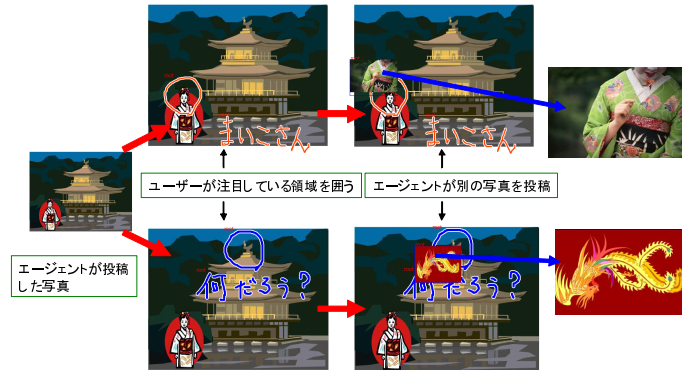 まいこさん
まいこさん
ユーザーが注目している領域を囲う
エージェントが別の写真を投稿
エージェントが投稿
した写真
何だろう?
何だろう?